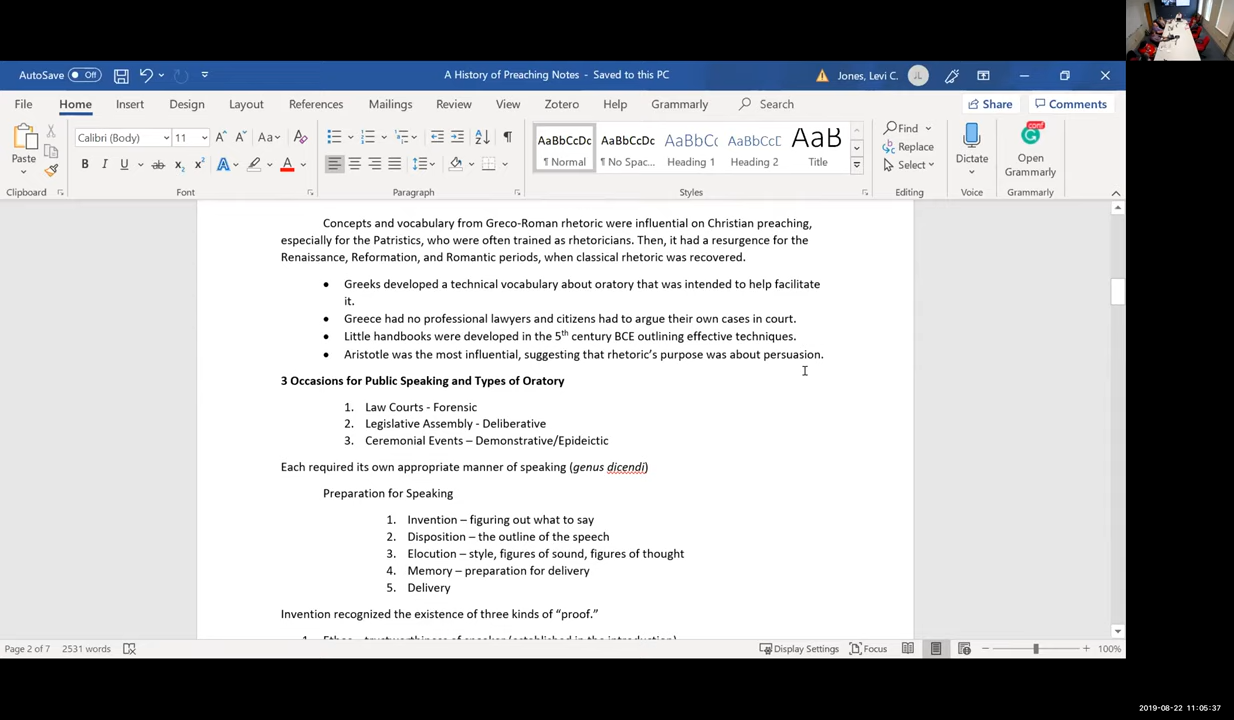 AutoSave Off
A History of Preaching Notes - Saved to this PC
Jones, Levi C. JL
File Home Insert Design Layout References Mailings Review View Zotero Help Grammarly Search Share Comments
Paste
Clipboard
Calibri (Body) 11
Font
Paragraph
AaBbCcDc AaBbCcDc AaBbCc AaBbCcC AaB
¶ Normal ¶ No Spac... Heading 1 Heading 2 Title
Styles
Find
Replace
Select
Editing
Dictate
Voice
conf
Open
Grammarly
Grammarly
Concepts and vocabulary from Greco-Roman rhetoric were influential on Christian preaching,
especially for the Patristics, who were often trained as rhetoricians. Then, it had a resurgence for the
Renaissance, Reformation, and Romantic periods, when classical rhetoric was recovered.
• Greeks developed a technical vocabulary about oratory that was intended to help facilitate
it.
• Greece had no professional lawyers and citizens had to argue their own cases in court.
• Little handbooks were developed in the 5th century BCE outlining effective techniques.
• Aristotle was the most influential, suggesting that rhetoric's purpose was about persuasion.
3 Occasions for Public Speaking and Types of Oratory
1. Law Courts - Forensic
2. Legislative Assembly - Deliberative
3. Ceremonial Events – Demonstrative/Epideictic
Each required its own appropriate manner of speaking (genus dicendi)
Preparation for Speaking
1. Invention – figuring out what to say
2. Disposition – the outline of the speech
3. Elocution – style, figures of sound, figures of thought
4. Memory – preparation for delivery
5. Delivery
Invention recognized the existence of three kinds of “proof.”
1. Ethos – trustworthiness of speaker (established in the introduction)
Page 2 of 7 2531 words Display Settings Focus 100%
2019-08-22 11:05:37